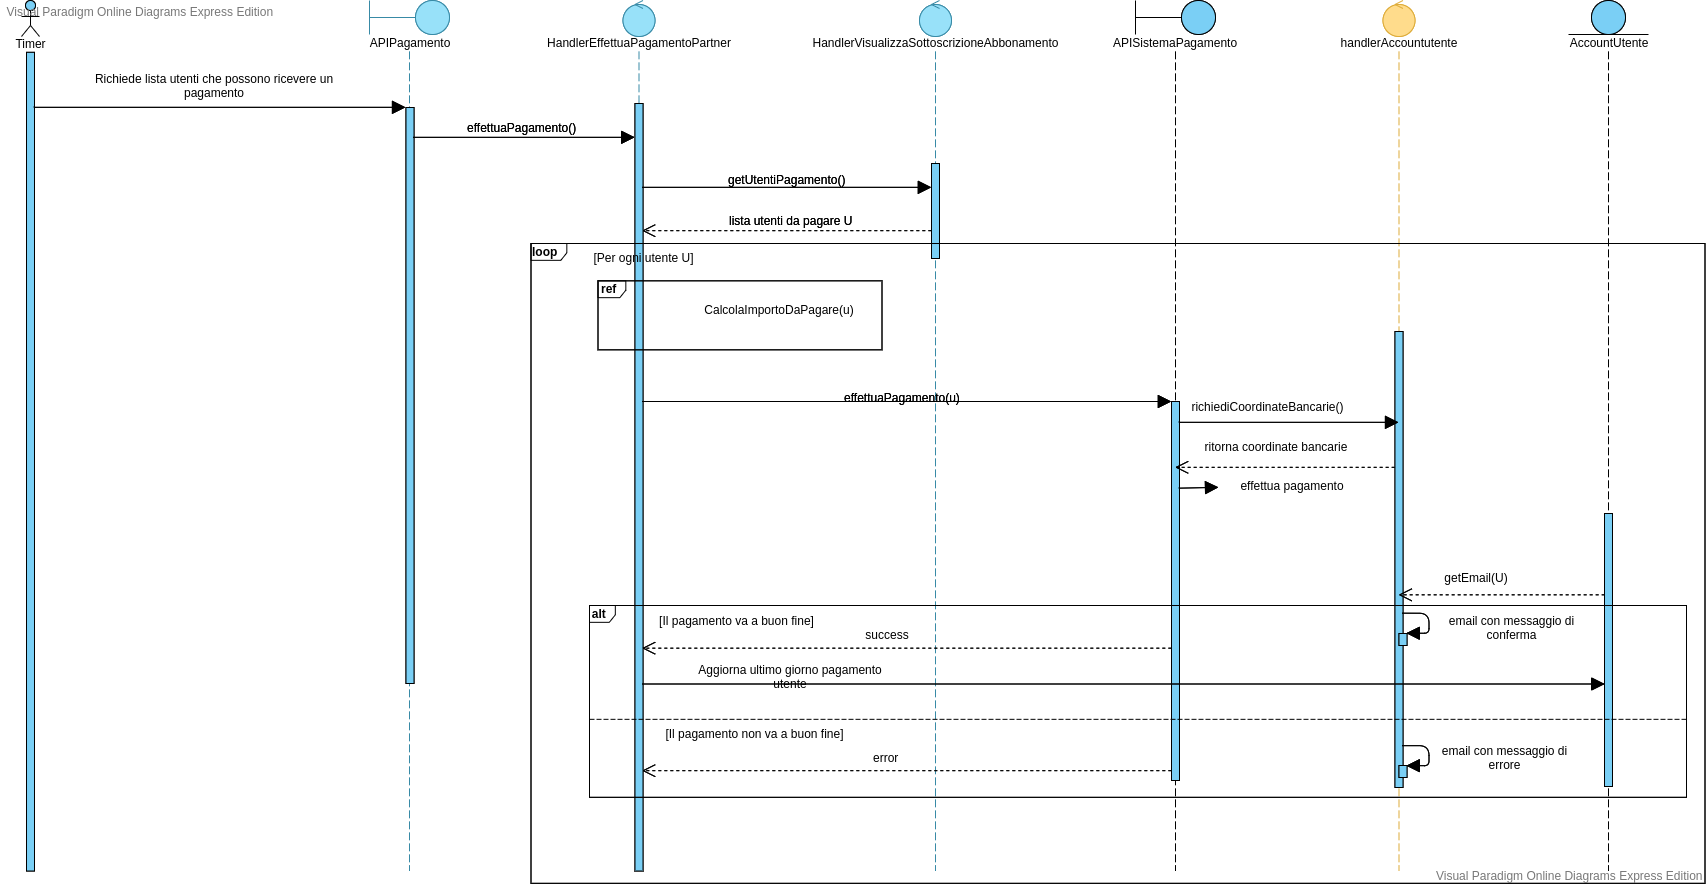 Visual Paradigm Online Diagrams Express Edition
Timer
APIPagamento
HandlerEffettuaPagamentoPartner
HandlerVisualizzaSottoscrizioneAbbonamento
APISistemaPagamento
handlerAccountutente
AccountUtente
Richiede lista utenti che possono ricevere un
pagamento
effettuaPagamento()
getUtentiPagamento()
lista utenti da pagare U
loop
[Per ogni utente U]
ref
CalcolaImportoDaPagare(u)
effettuaPagamento(u)
richiediCoordinateBancarie()
ritorna coordinate bancarie
effettua pagamento
getEmail(U)
alt
[Il pagamento va a buon fine]
email con messaggio di
conferma
success
Aggiorna ultimo giorno pagamento
utente
[Il pagamento non va a buon fine]
email con messaggio di
errore
error
Visual Paradigm Online Diagrams Express Edition